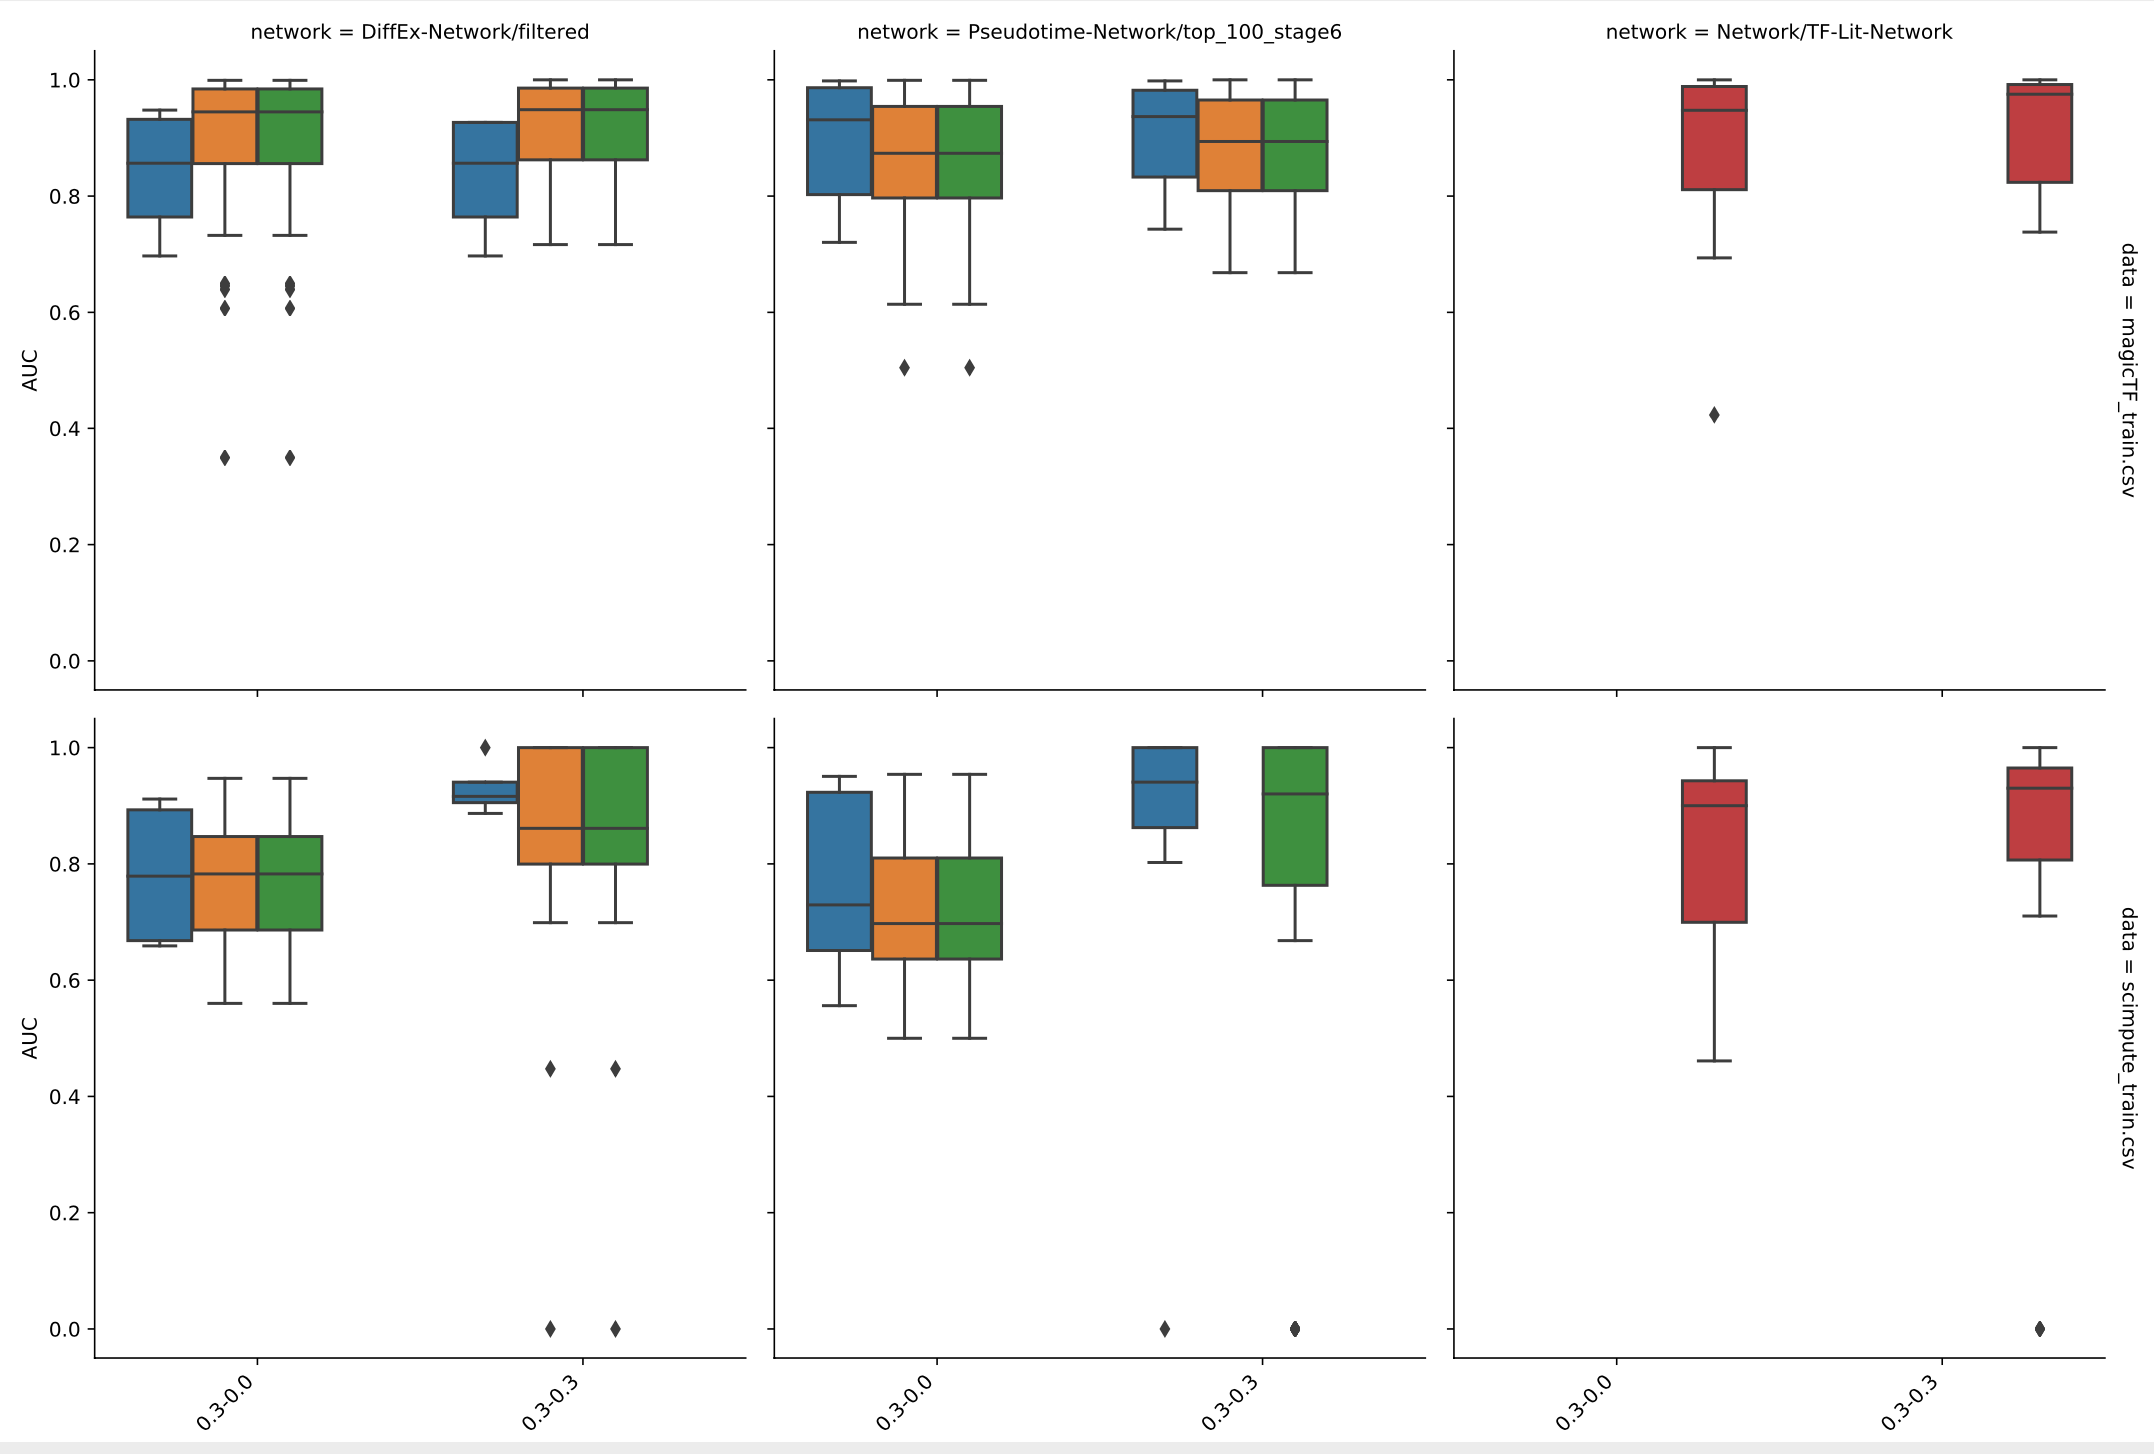 network = DiffEx-Network/filtered
network = Pseudotime-Network/top_100_stage6
network = Network/TF-Lit-Network
1.0
0.8
0.6
0.4
0.2
0.0
AUC
data = magicTF_train.csv
1.0
0.8
0.6
0.4
0.2
0.0
AUC
data = scimpute_train.csv
0.3-0.0
0.3-0.3
0.3-0.0
0.3-0.3
0.3-0.0
0.3-0.3